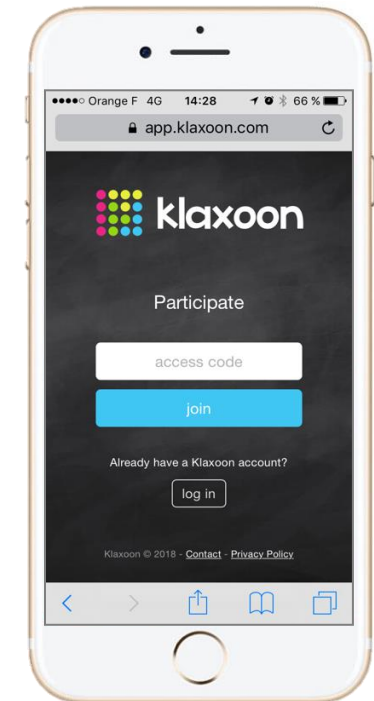 Orange F 4G 14:28 66 %
app.klaxoon.com
klaxoon
Participate
access code
join
Already have a Klaxoon account?
log in
Klaxoon © 2018 - Contact - Privacy Policy